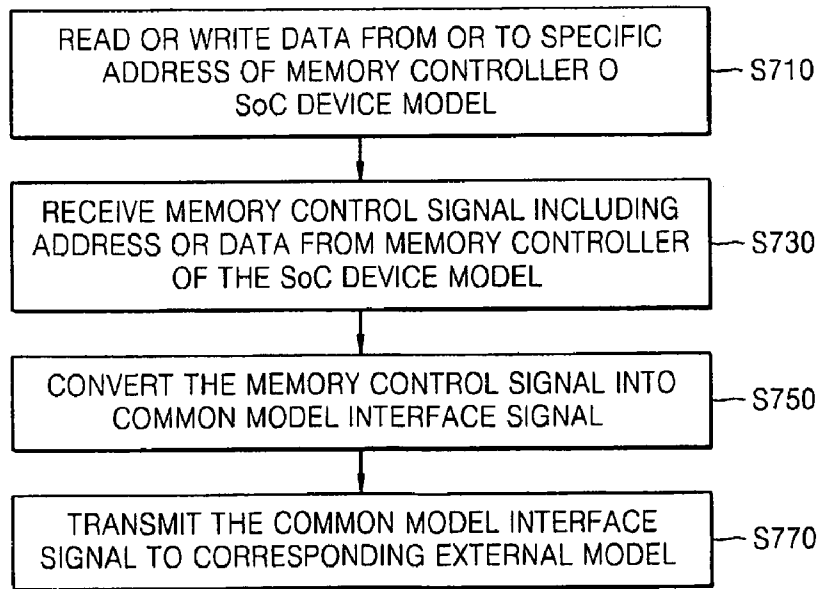 READ OR WRITE DATA FROM OR TO SPECIFIC
ADDRESS OF MEMORY CONTROLLER O
SoC DEVICE MODEL
S710
RECEIVE MEMORY CONTROL SIGNAL INCLUDING
ADDRESS OR DATA FROM MEMORY CONTROLLER
OF THE SoC DEVICE MODEL
S730
CONVERT THE MEMORY CONTROL SIGNAL INTO
COMMON MODEL INTERFACE SIGNAL
S750
TRANSMIT THE COMMON MODEL INTERFACE
SIGNAL TO CORRESPONDING EXTERNAL MODEL
S770